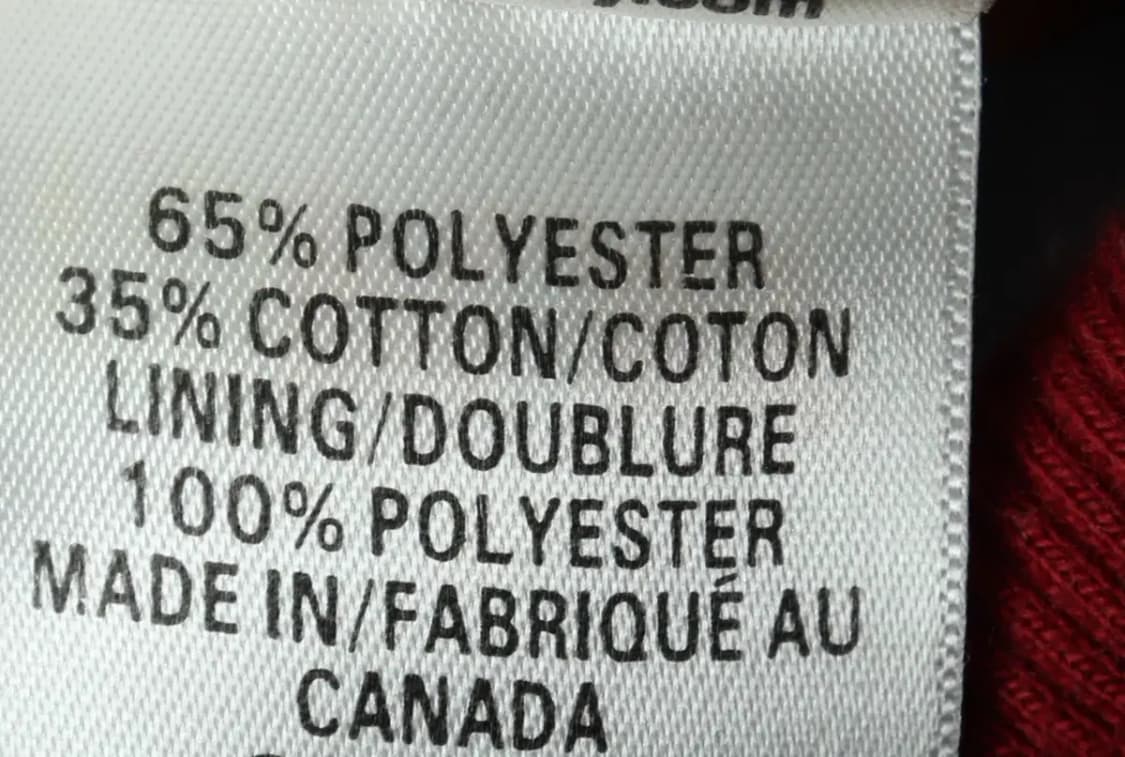 65% POLYESTER
35% COTTON/COTON
LINING/DOUBLURE
100% POLYESTER
MADE IN/FABRIQUÉ AU
CANADA